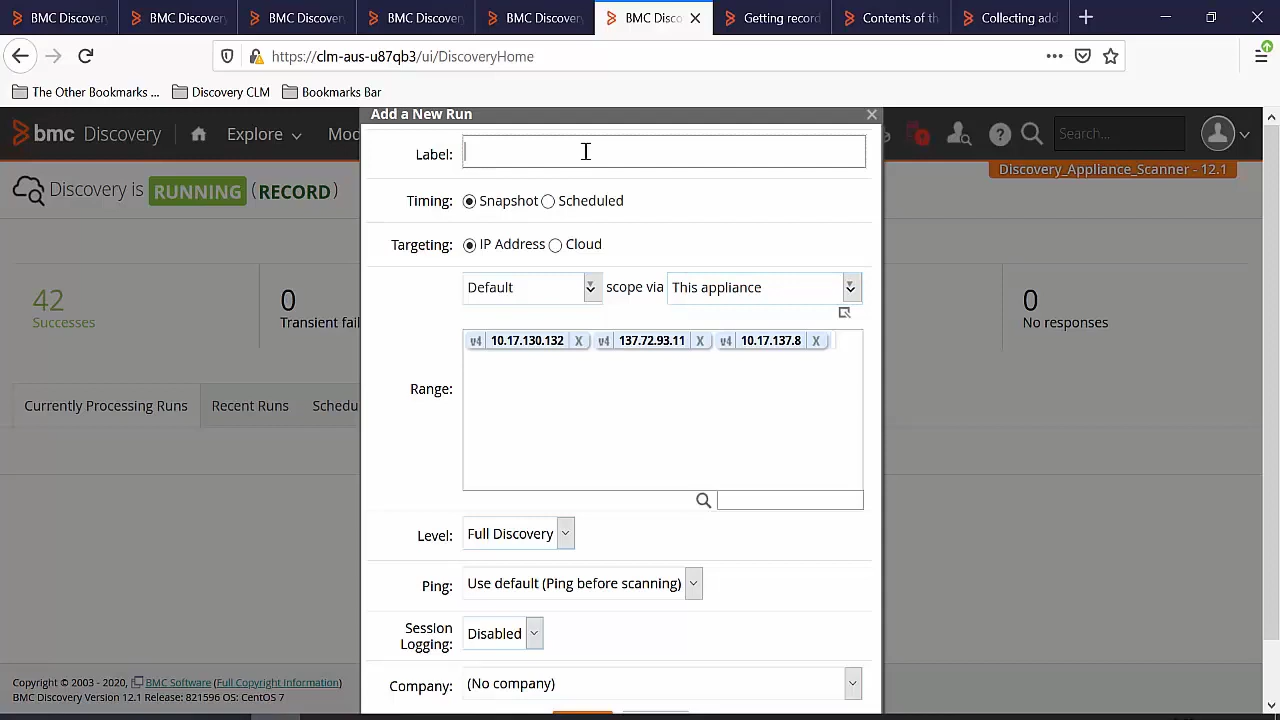 BMC Discovery
BMC Discovery
BMC Discovery
BMC Discovery
BMC Discovery
BMC Disco
Getting record
Contents of th
Collecting add
https://clm-aus-u87qb3/ui/DiscoveryHome
The Other Bookmarks ...
Discovery CLM
Bookmarks Bar
bmc Discovery
Explore
Mod
Search...
Add a New Run
Discovery is RUNNING (RECORD)
Discovery_Appliance_Scanner - 12.1
42
Successes
0
Transient fail
0
No responses
Currently Processing Runs
Recent Runs
Schedu
Label:
Timing: Snapshot Scheduled
Targeting: IP Address Cloud
Default scope via This appliance
Range: v4 10.17.130.132 X v4 137.72.93.11 X v4 10.17.137.8 X
Level: Full Discovery
Ping: Use default (Ping before scanning)
Session
Logging: Disabled
Company: (No company)
Copyright © 2003 - 2020, BMC Software (Full Copyright Information)
BMC Discovery Version 12.1 Release: 821596 OS: CentOS 7